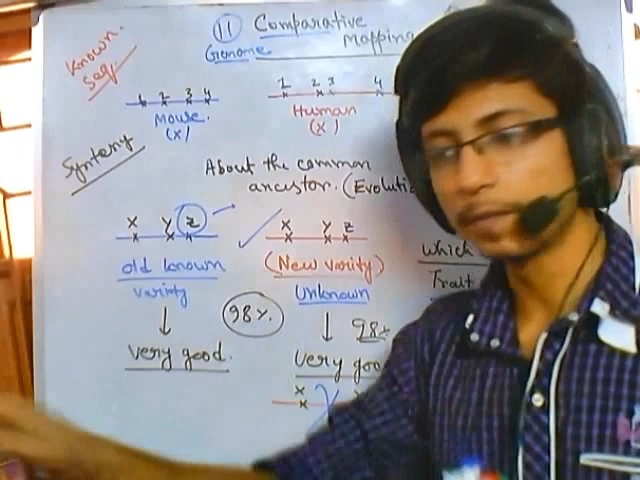 11 Comparative
Genome Mapping
Known
seq.
1 2 3 4
Mouse.
(X)
1 2 3 4
Human
(X)
Synteny
About the common
ancestor. (Evolutio
X Y Z
old known
varity
↓
very good.
98%.
X Y Z
(New varity)
Unknown
↓
98%
very goo
X
which
Trait